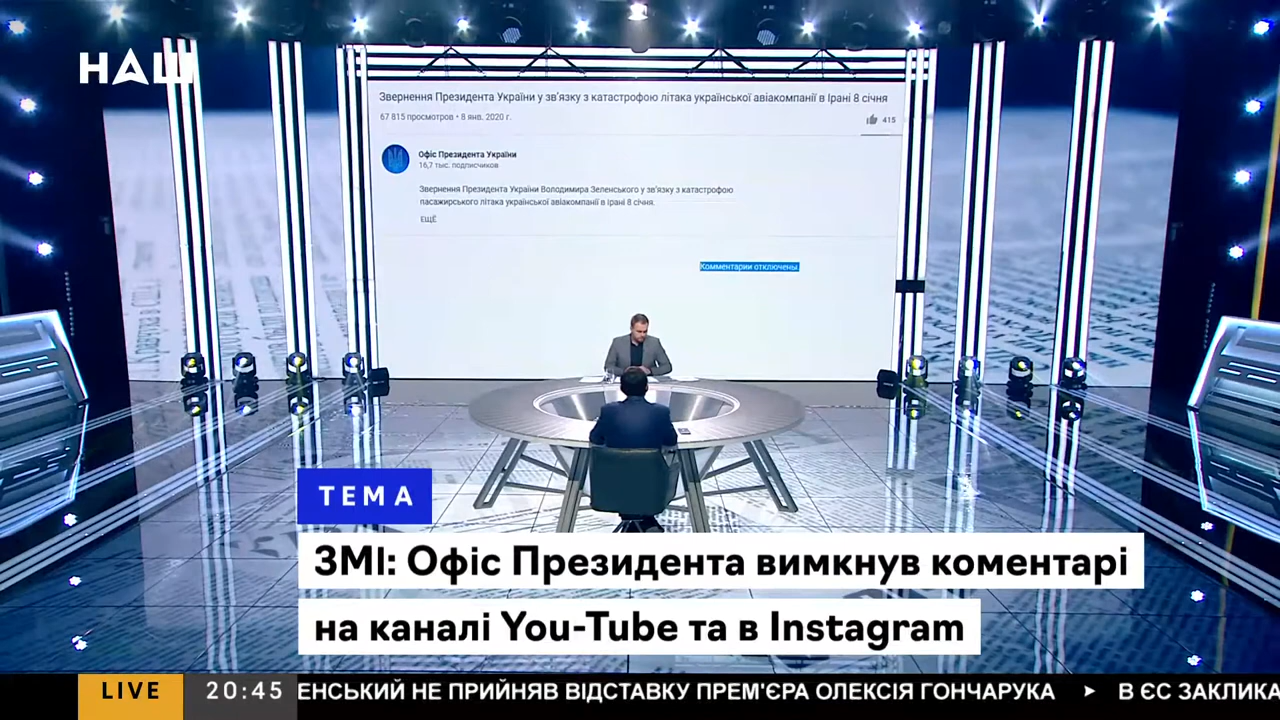 НАШ
Звернення Президента України у зв'язку з катастрофою літака української авіакомпанії в Ірані 8 січня
67 815 просмотров • 8 янв. 2020 г.
415
Офіс Президента України
16,7 тыс. подписчиков
Звернення Президента України Володимира Зеленського у зв'язку з катастрофою
пасажирського літака української авіакомпанії в Ірані 8 січня.
ЕЩЁ
Комментарии отключены.
ТЕМА
ЗМІ: Офіс Президента вимкнув коментарі
на каналі You-Tube та в Instagram
LIVE 20:45 ЕНСЬКИЙ НЕ ПРИЙНЯВ ВІДСТАВКУ ПРЕМ'ЄРА ОЛЕКСІЯ ГОНЧАРУКА ➤ В ЄС ЗАКЛИКА